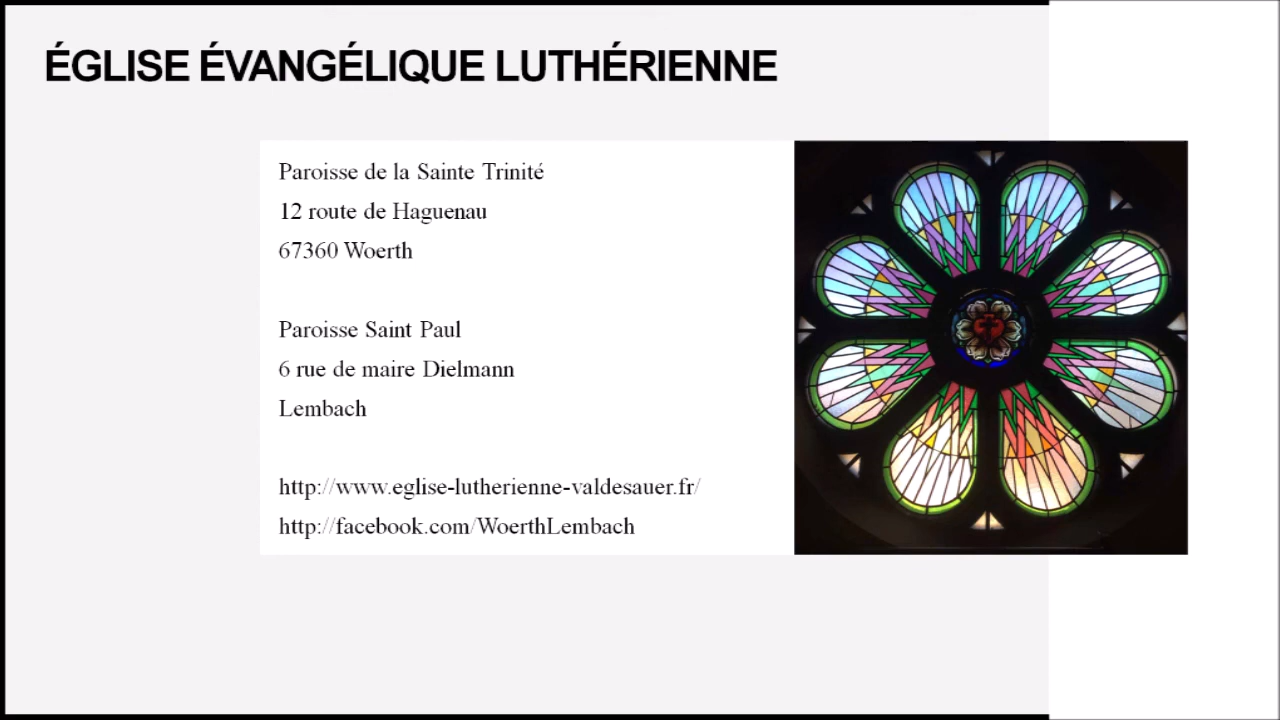 ÉGLISE ÉVANGÉLIQUE LUTHÉRIENNE
Paroisse de la Sainte Trinité
12 route de Haguenau
67360 Woerth
Paroisse Saint Paul
6 rue de maire Dielmann
Lembach
http://www.eglise-lutherienne-valdesauer.fr/
http://facebook.com/WoerthLembach